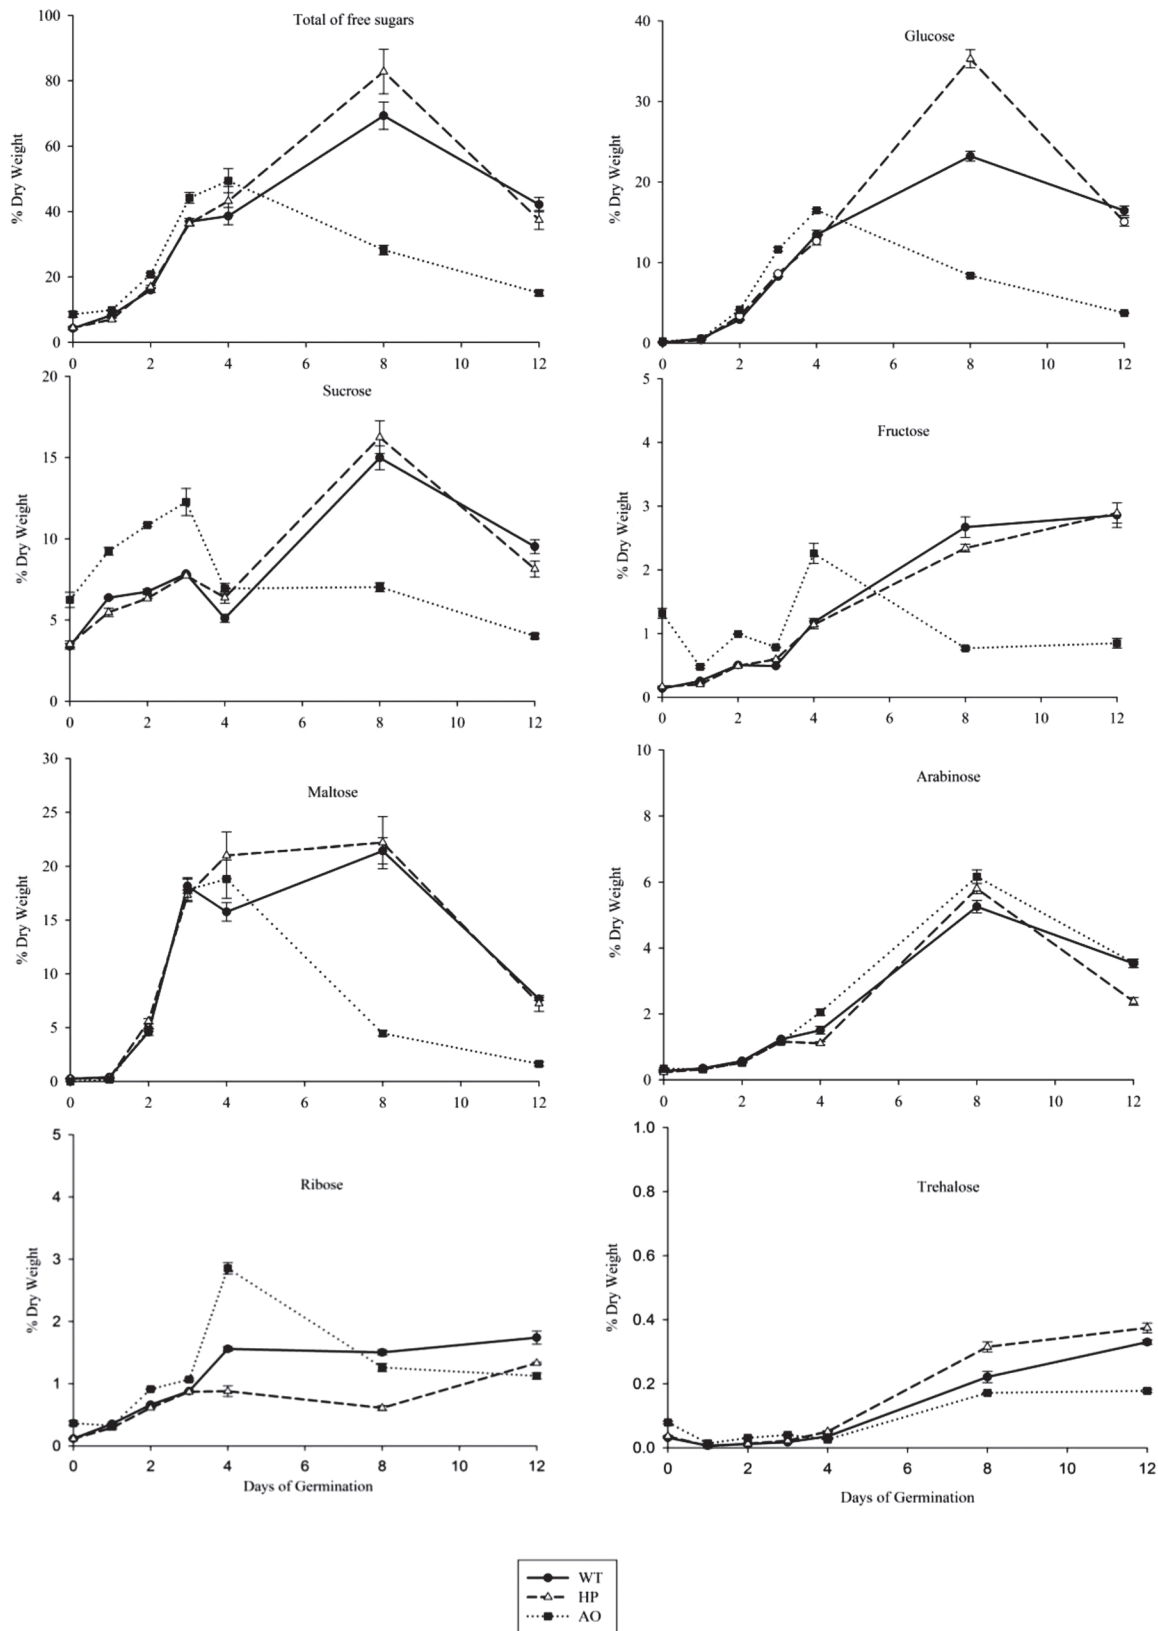 Total of free sugars
% Dry Weight
100
80
60
40
20
0
0 2 4 6 8 10 12
Glucose
% Dry Weight
40
30
20
10
0
0 2 4 6 8 10 12
Sucrose
% Dry Weight
20
15
10
5
0
0 2 4 6 8 10 12
Fructose
% Dry Weight
5
4
3
2
1
0
0 2 4 6 8 10 12
Maltose
% Dry Weight
30
25
20
15
10
5
0
0 2 4 6 8 10 12
Arabinose
% Dry Weight
10
8
6
4
2
0
0 2 4 6 8 10 12
Ribose
% Dry Weight
5
4
3
2
1
0
0 2 4 6 8 10 12
Days of Germination
Trehalose
% Dry Weight
1.0
0.8
0.6
0.4
0.2
0.0
0 2 4 6 8 10 12
Days of Germination
WT
HP
AO